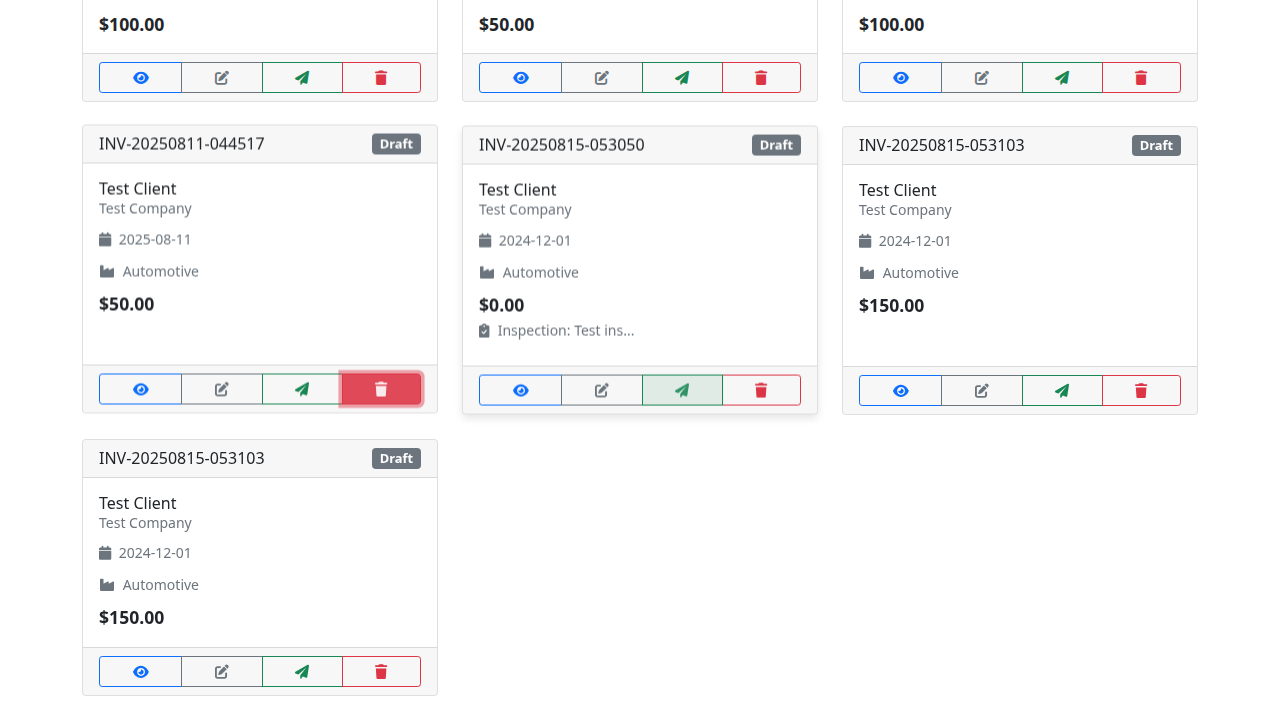 $100.00
$50.00
$100.00
INV-20250811-044517
Draft
Test Client
Test Company
2025-08-11
Automotive
$50.00
INV-20250815-053050
Draft
Test Client
Test Company
2024-12-01
Automotive
$0.00
Inspection: Test ins...
INV-20250815-053103
Draft
Test Client
Test Company
2024-12-01
Automotive
$150.00
INV-20250815-053103
Draft
Test Client
Test Company
2024-12-01
Automotive
$150.00